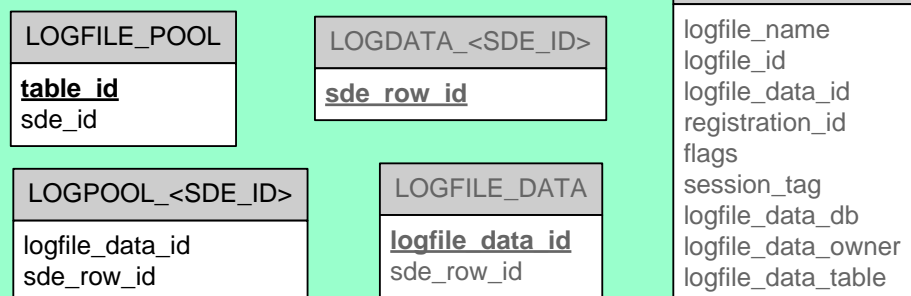 LOGFILE_POOL
table_id
sde_id
LOGDATA_<SDE_ID>
sde_row_id
LOGPOOL_<SDE_ID>
logfile_data_id
sde_row_id
LOGFILE_DATA
logfile_data_id
sde_row_id
logfile_name
logfile_id
logfile_data_id
registration_id
flags
session_tag
logfile_data_db
logfile_data_owner
logfile_data_table